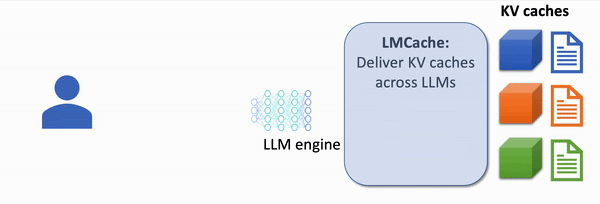 KV caches
LMCache:
Deliver KV caches
across LLMs
LLM engine